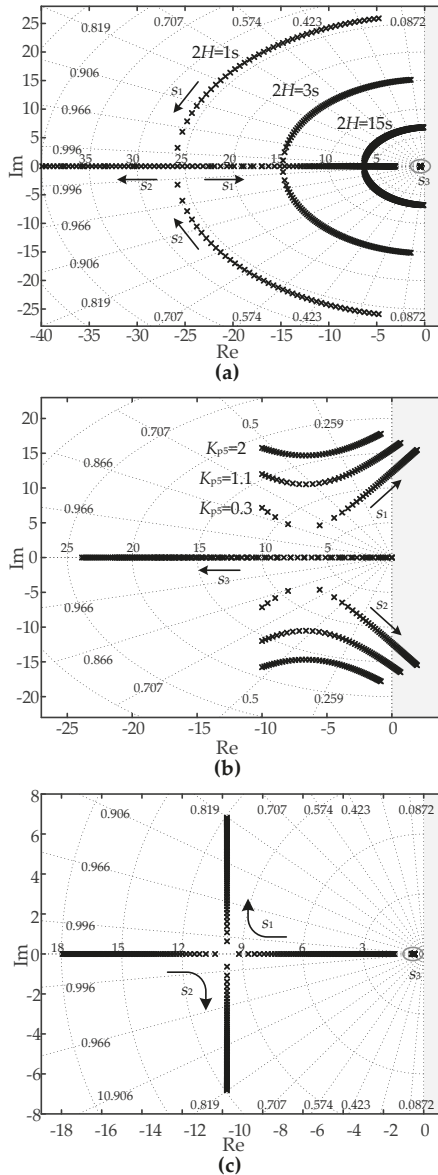 0.819 0.707 0.574 0.423 0.0872
0.906
0.966
0.996
35 30 25 20 15 10 5
0.996
0.966
0.906
0.819 0.707 0.574 0.423 0.0872
2H=1s
2H=3s
2H=15s
s1
s2 s1
s3
s2
25
20
15
10
5
0
-5
-10
-15
-20
-25
Im
-40 -35 -30 -25 -20 -15 -10 -5 0
Re
(a)
0.707 0.5 0.259
0.866
0.966
25 20 15 10 5
0.966
0.866
0.707 0.5 0.259
Kp5=2
Kp5=1.1
Kp5=0.3
s1
s3
s2
20
15
10
5
0
-5
-10
-15
-20
Im
-25 -20 -15 -10 -5 0
Re
(b)
0.906 0.819 0.707 0.574 0.423 0.0872
0.966
0.996
18 15 12 9 6 3
0.996
0.966
10.906 0.819 0.707 0.574 0.423 0.0872
s1
s2
s3
8
6
4
2
0
-2
-4
-6
-8
Im
-18 -16 -14 -12 -10 -8 -6 -4 -2 -0
Re
(c)